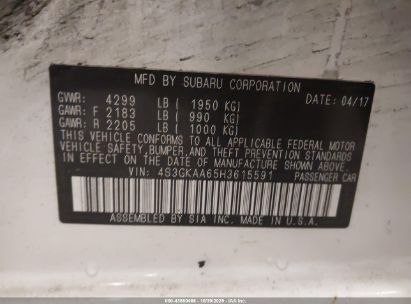 MFD BY SUBARU CORPORATION
GVWR: 4299 LB ( 1950 KG) DATE: 04/17
GAWR: F 2183 LB ( 990 KG)
GAWR: R 2205 LB ( 1000 KG)
THIS VEHICLE CONFORMS TO ALL APPLICABLE FEDERAL MOTOR
VEHICLE SAFETY, BUMPER, AND THEFT PREVENTION STANDARDS
IN EFFECT ON THE DATE OF MANUFACTURE SHOWN ABOVE.
VIN: 4S3GKAA65H3615591 PASSENGER CAR
ASSEMBLED BY SIA INC. MADE IN U.S.A.